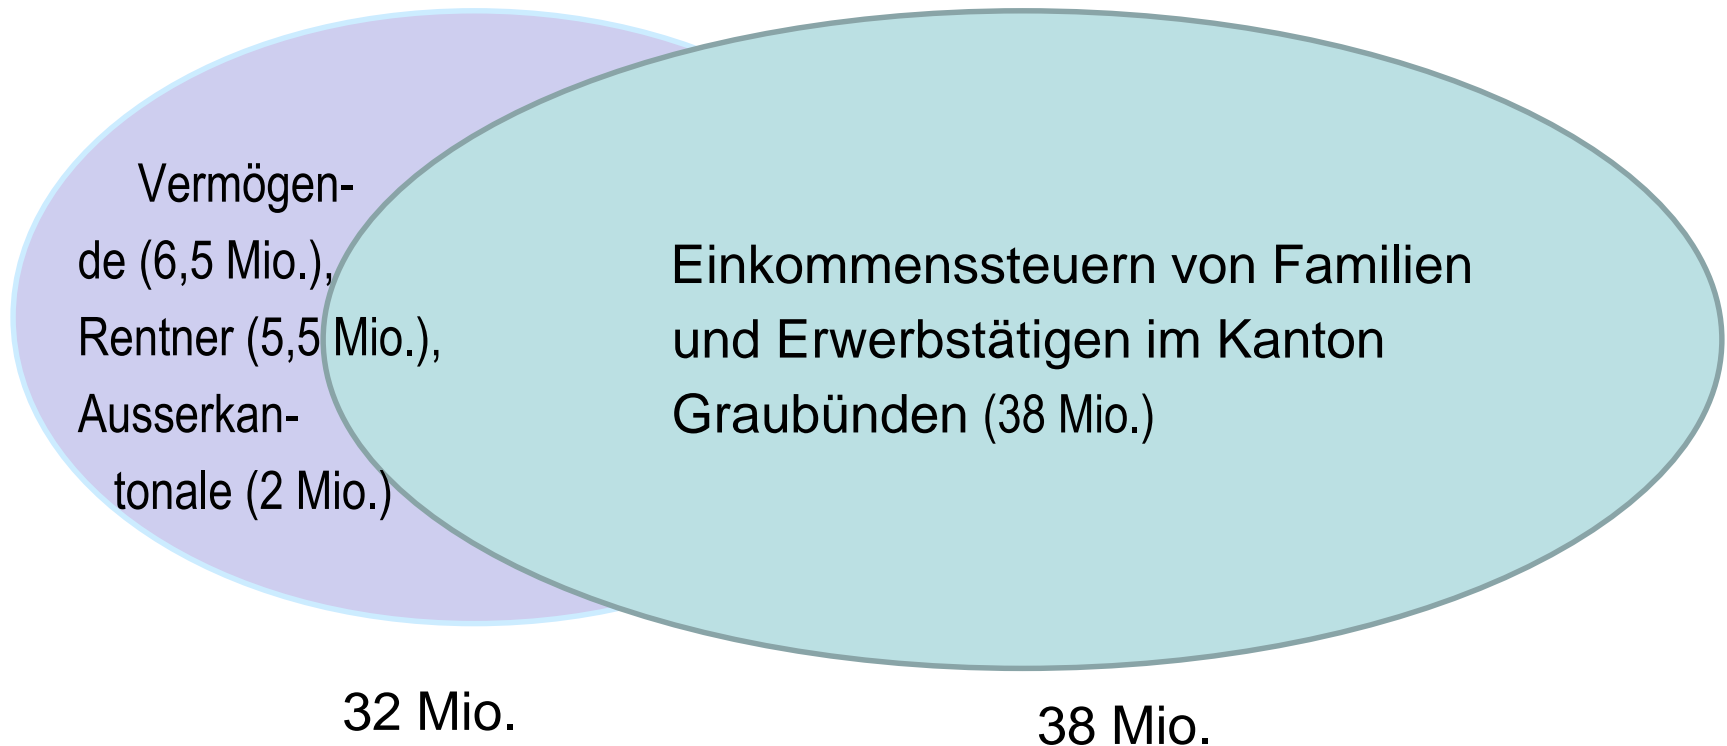 Vermögen-
de (6,5 Mio.),
Rentner (5,5 Mio.),
Ausserkan-
tonale (2 Mio.)
Einkommenssteuern von Familien
und Erwerbstätigen im Kanton
Graubünden (38 Mio.)
32 Mio.
38 Mio.